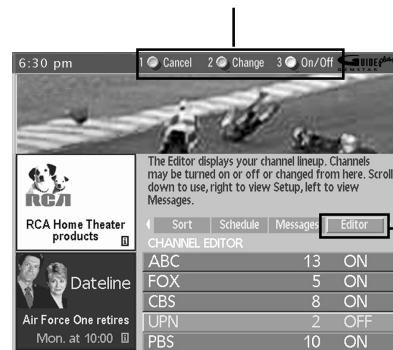 6:30 pm 1 Cancel 2 Change 3 On/Off GUIDE Plus
GEMSTAR
The Editor displays your channel lineup. Channels
may be turned on or off or changed from here. Scroll
down to use, right to view Setup, left to view
Messages.
RCA
RCA Home Theater
products i
Sort Schedule Messages Editor
CHANNEL EDITOR
ABC 13 ON
FOX 5 ON
CBS 8 ON
UPN 2 OFF
PBS 10 ON
Dateline
Air Force One retires
Mon. at 10:00 i